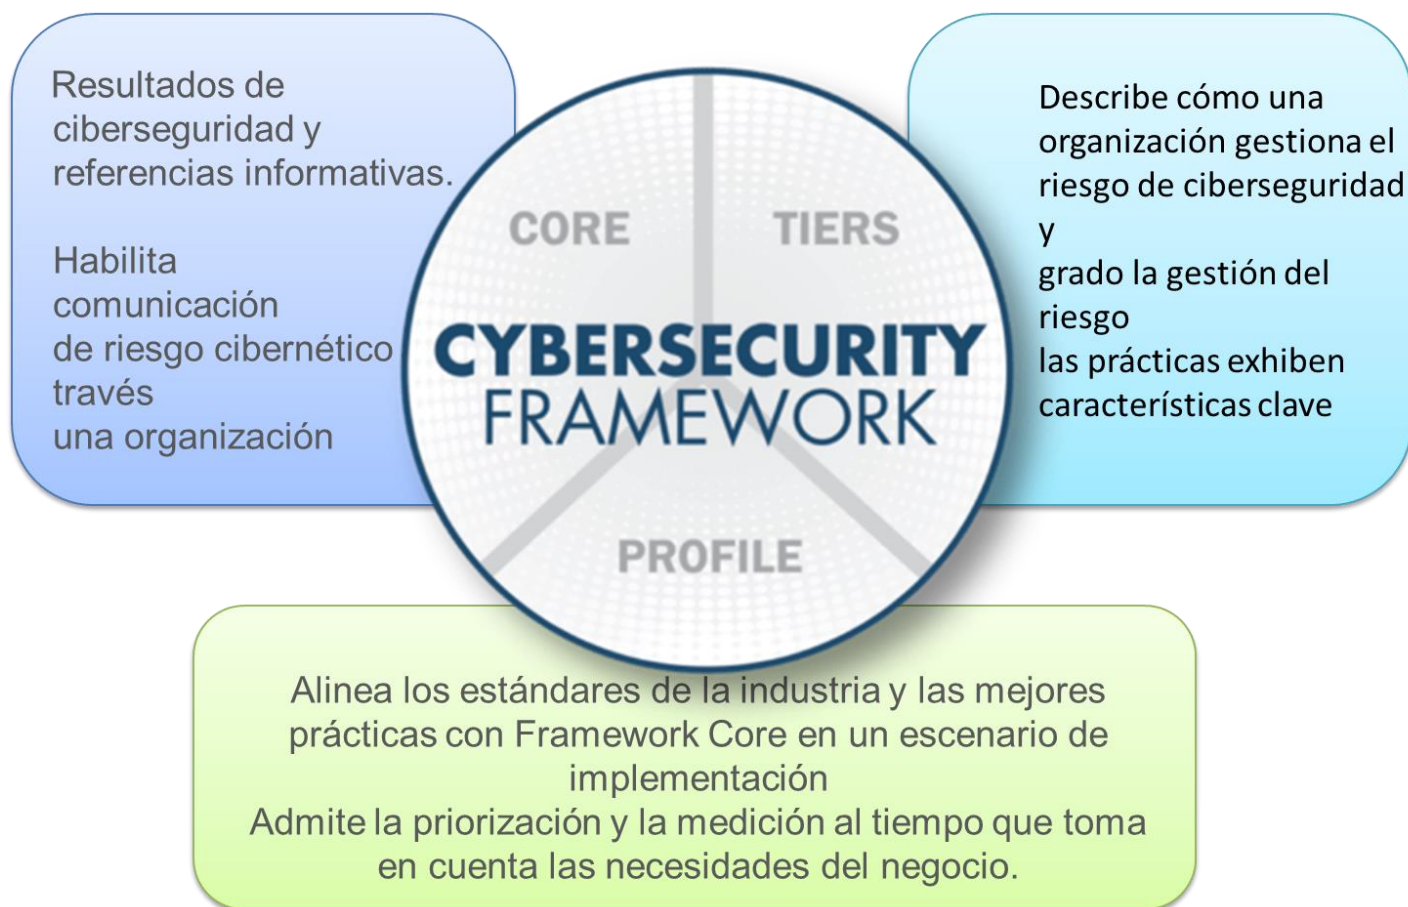 Resultados de
ciberseguridad y
referencias informativas.
Habilita
comunicación
de riesgo cibernético
través
una organización
CORE
TIERS
CYBERSECURITY
FRAMEWORK
PROFILE
Describe cómo una
organización gestiona el
riesgo de ciberseguridad
y
grado la gestión del
riesgo
las prácticas exhiben
características clave
Alinea los estándares de la industria y las mejores
prácticas con Framework Core en un escenario de
implementación
Admite la priorización y la medición al tiempo que toma
en cuenta las necesidades del negocio.